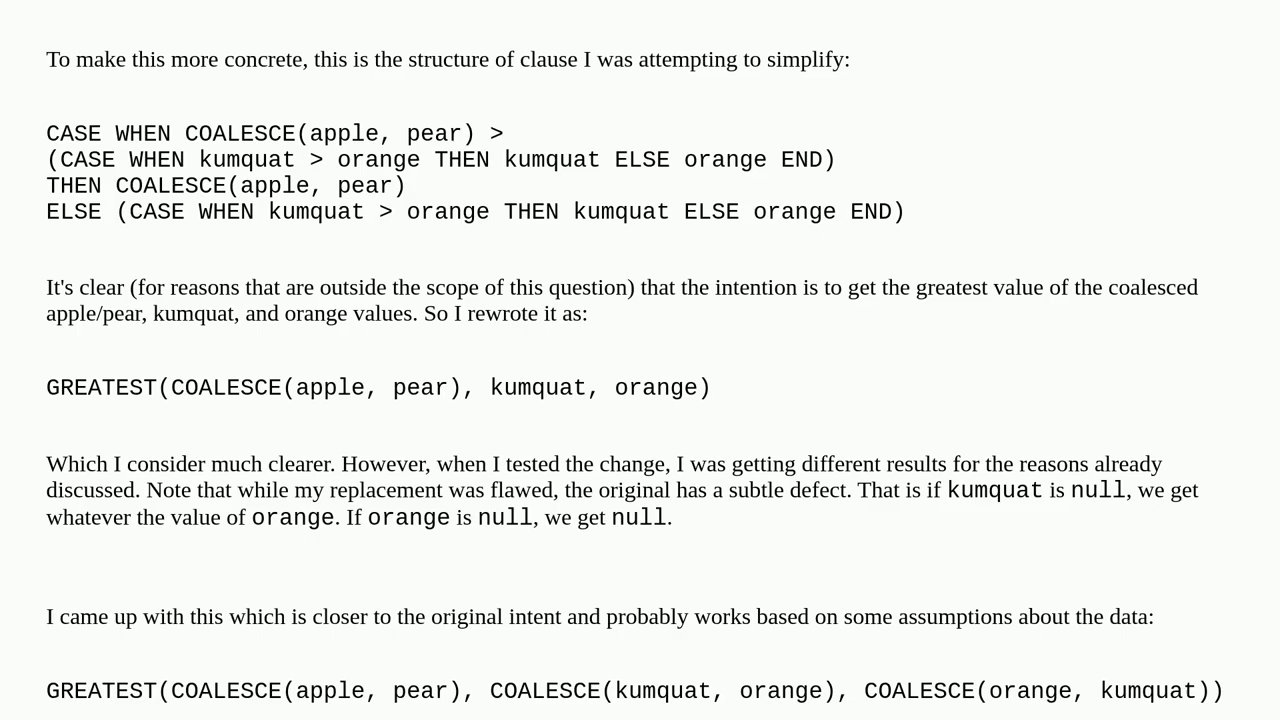 To make this more concrete, this is the structure of clause I was attempting to simplify:
CASE WHEN COALESCE(apple, pear) >
(CASE WHEN kumquat > orange THEN kumquat ELSE orange END)
THEN COALESCE(apple, pear)
ELSE (CASE WHEN kumquat > orange THEN kumquat ELSE orange END)
It's clear (for reasons that are outside the scope of this question) that the intention is to get the greatest value of the coalesced
apple/pear, kumquat, and orange values. So I rewrote it as:
GREATEST(COALESCE(apple, pear), kumquat, orange)
Which I consider much clearer. However, when I tested the change, I was getting different results for the reasons already
discussed. Note that while my replacement was flawed, the original has a subtle defect. That is if kumquat is null, we get
whatever the value of orange. If orange is null, we get null.
I came up with this which is closer to the original intent and probably works based on some assumptions about the data:
GREATEST(COALESCE(apple, pear), COALESCE(kumquat, orange), COALESCE(orange, kumquat))